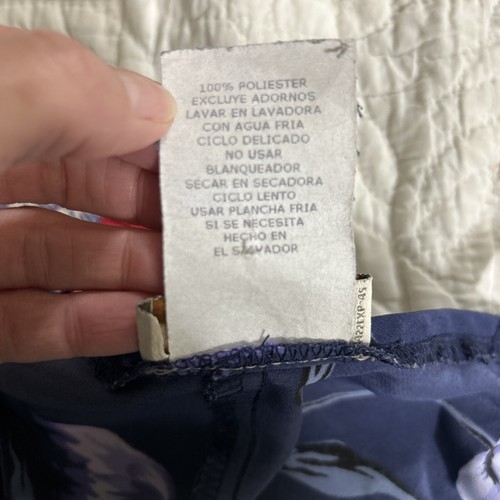 100% POLIESTER
EXCLUYE ADORNOS
LAVAR EN LAVADORA
CON AGUA FRIA
CICLO DELICADO
NO USAR
BLANQUEADOR
SECAR EN SECADORA
CICLO LENTO
USAR PLANCHA FRIA
SI SE NECESITA
HECHO EN
EL SALVADOR